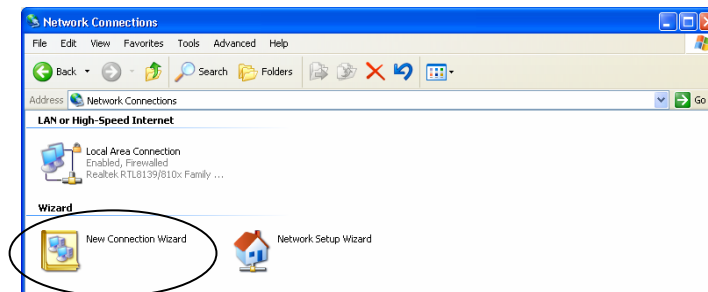 Network Connections
File Edit View Favorites Tools Advanced Help
Back Search Folders
Address Network Connections Go
LAN or High-Speed Internet
Local Area Connection
Enabled, Firewalled
Realtek RTL8139/810x Family ...
Wizard
New Connection Wizard Network Setup Wizard